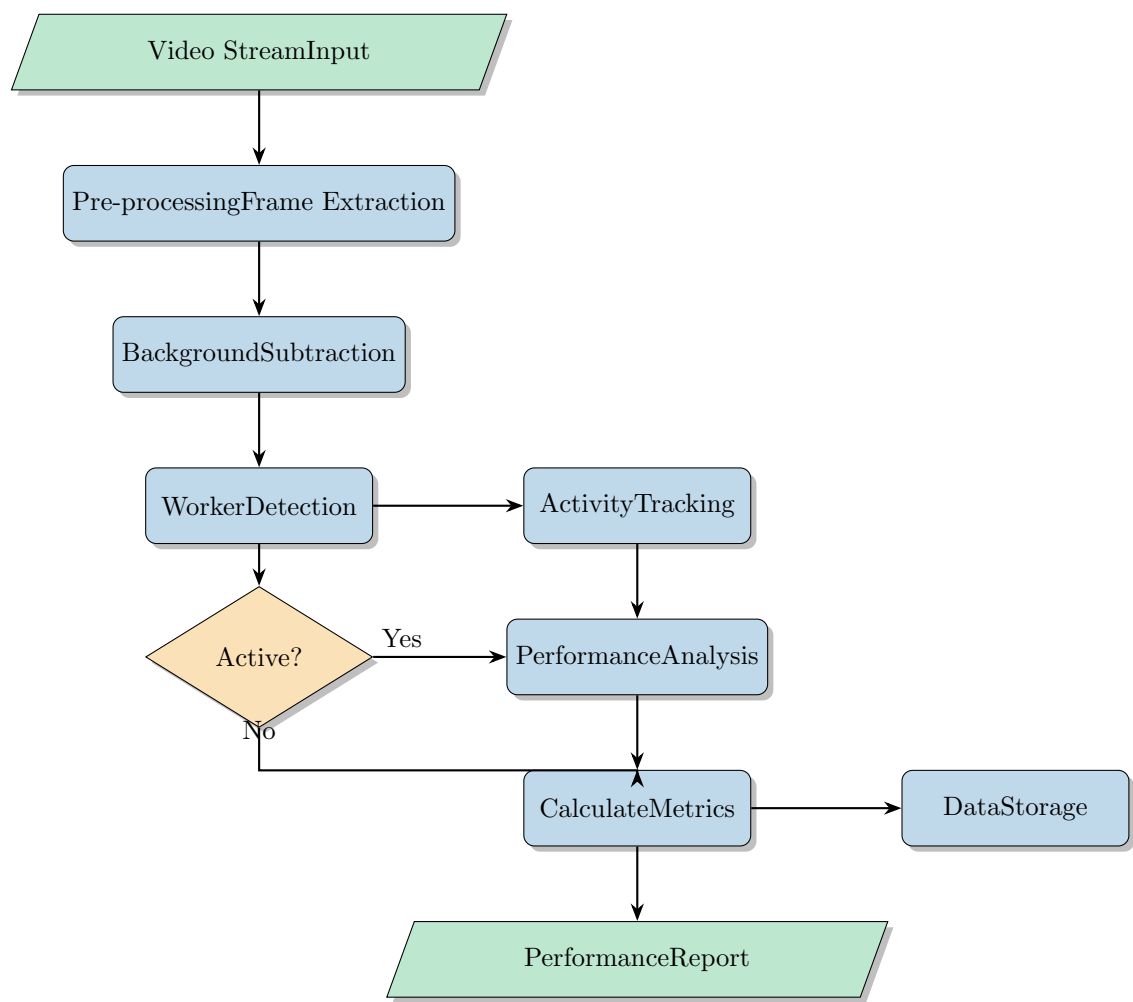 Video StreamInput
Pre-processingFrame Extraction
BackgroundSubtraction
WorkerDetection
ActivityTracking
Active?
Yes
PerformanceAnalysis
No
CalculateMetrics
DataStorage
PerformanceReport